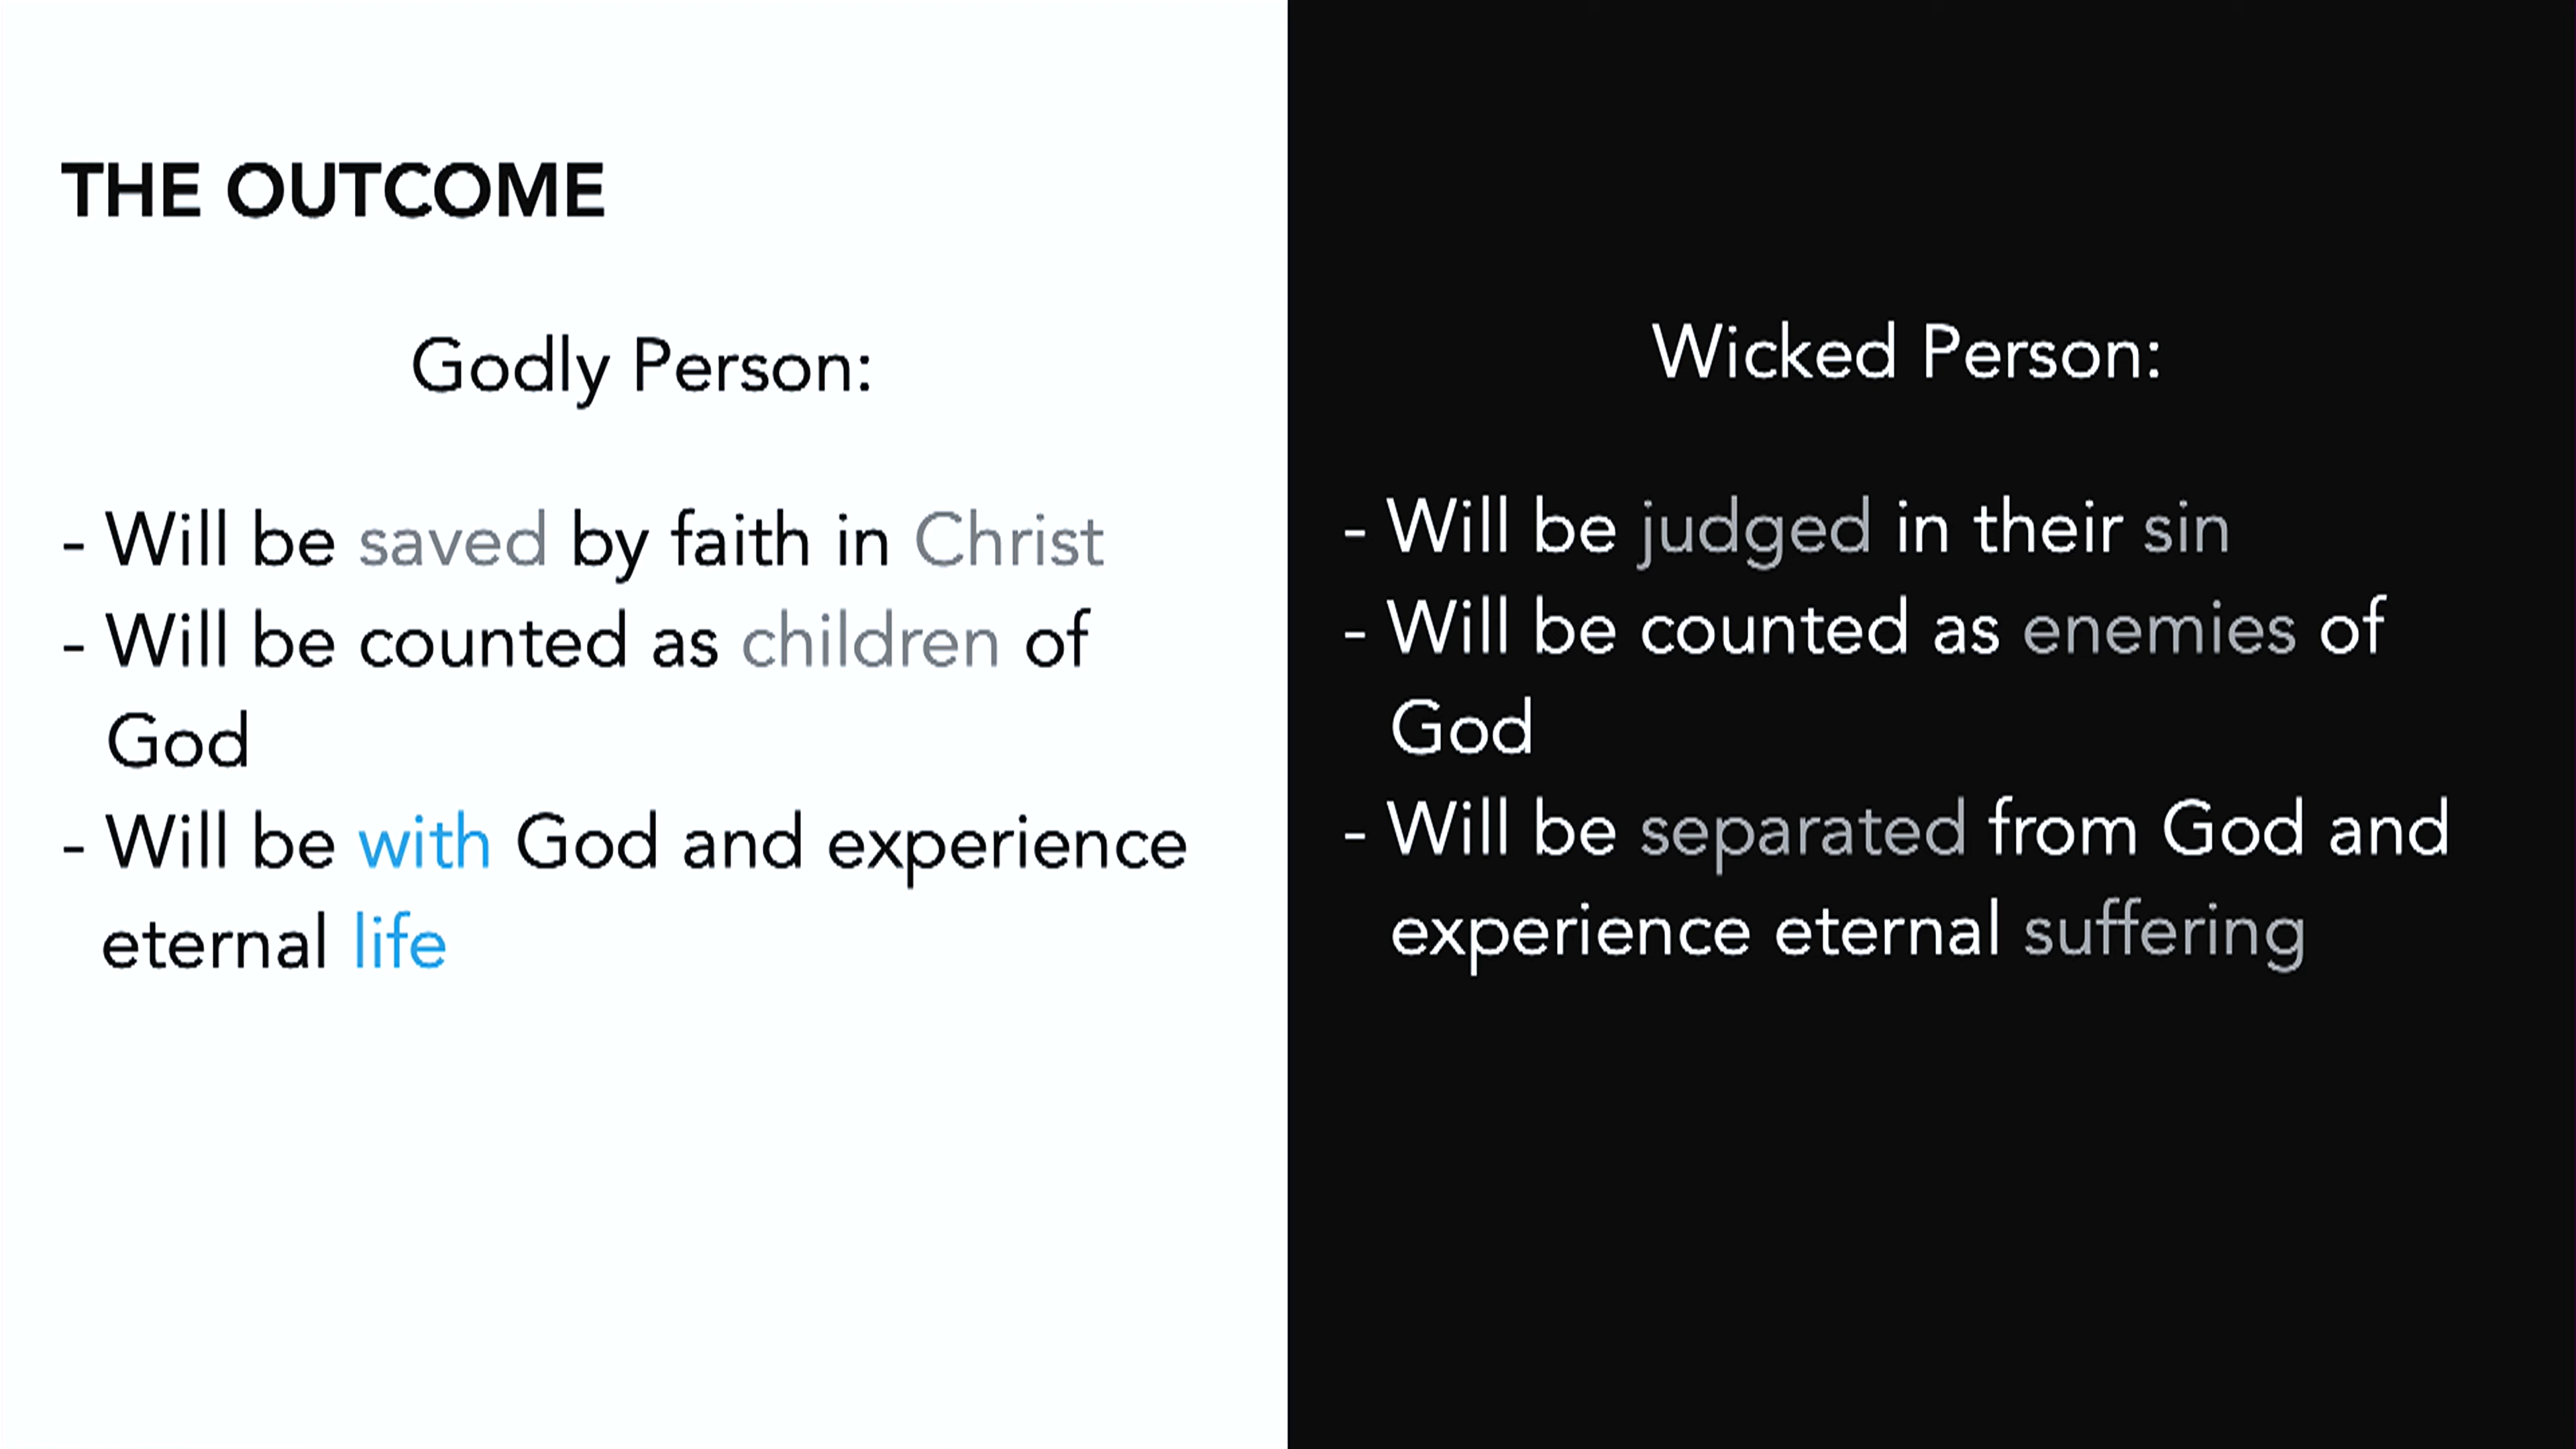 THE OUTCOME
Godly Person:
- Will be saved by faith in Christ
- Will be counted as children of
God
- Will be with God and experience
eternal life
Wicked Person:
- Will be judged in their sin
- Will be counted as enemies of
God
- Will be separated from God and
experience eternal suffering